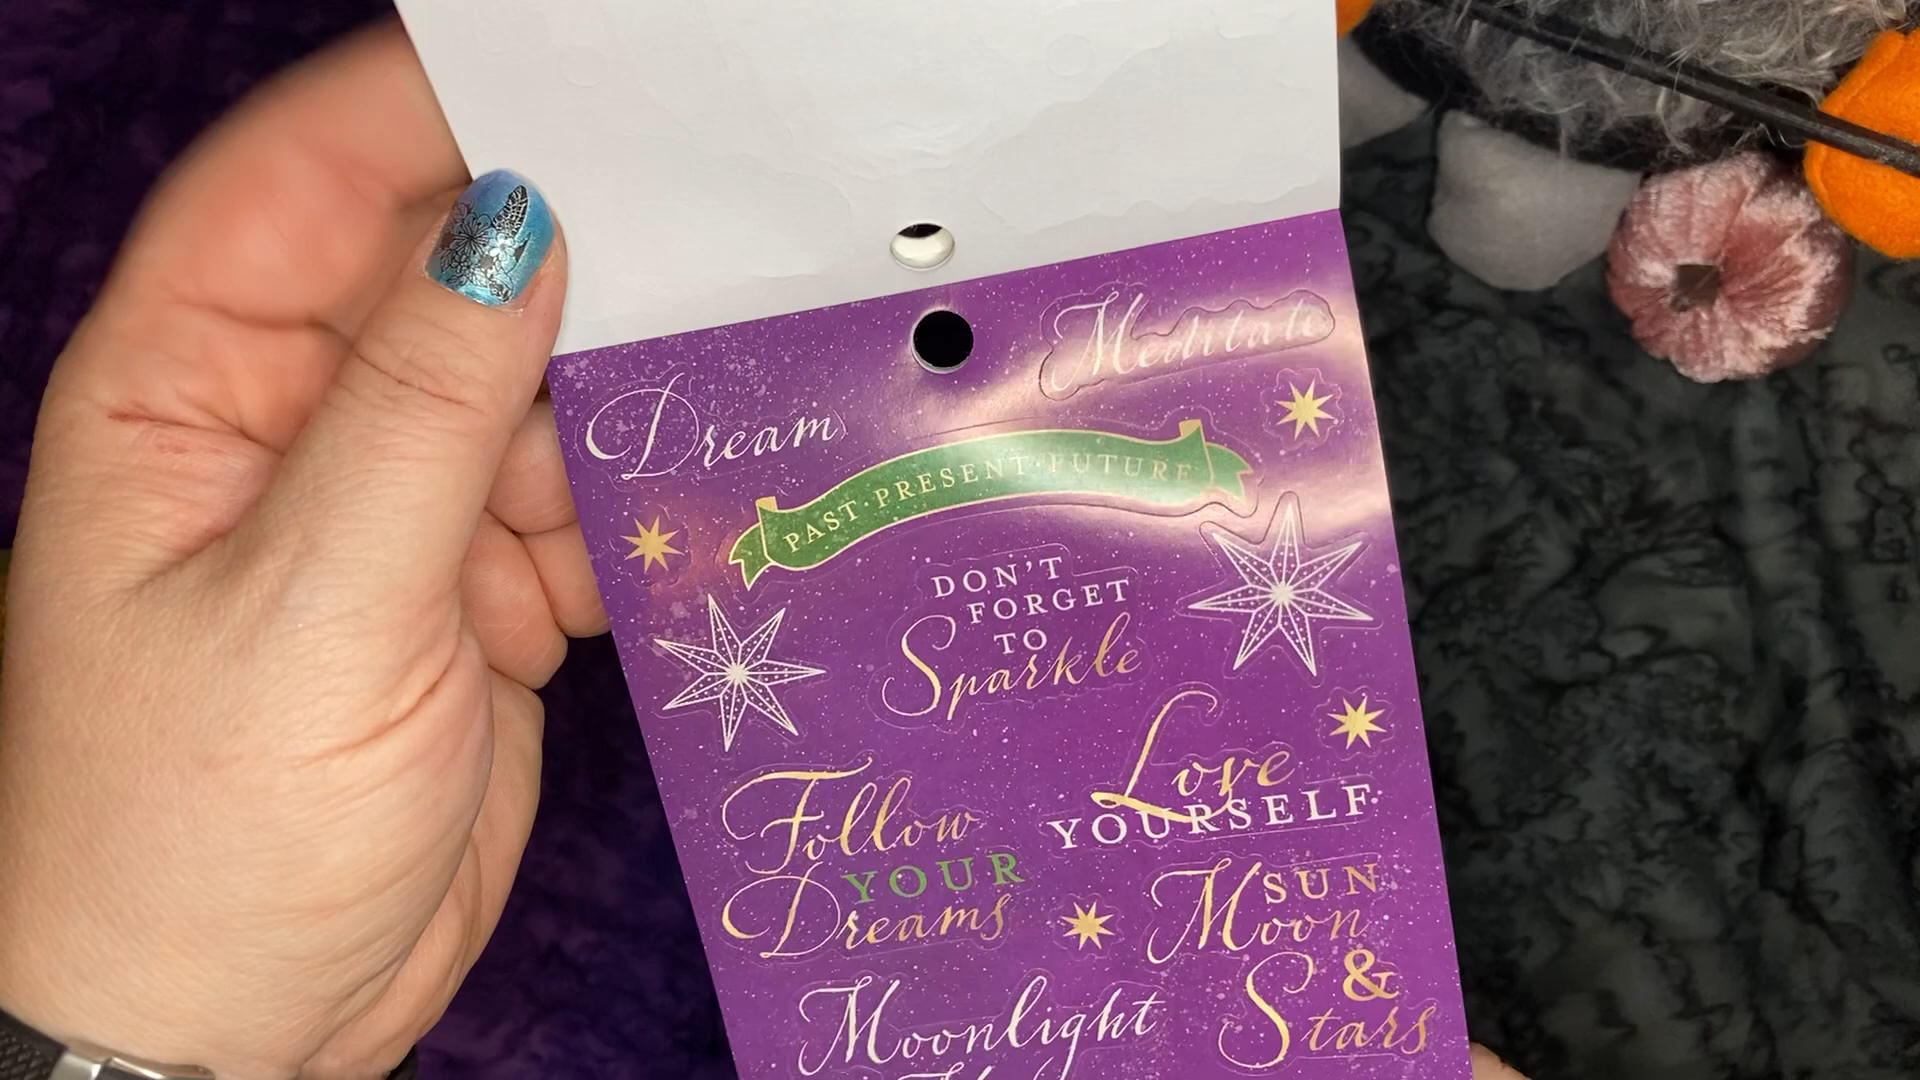 Meditate
Dream
PAST·PRESENT·FUTURE
DON'T
FORGET
TO
Sparkle
Love
YOURSELF
Follow
YOUR
Dreams
SUN
Moon
&
Stars
Moonlight